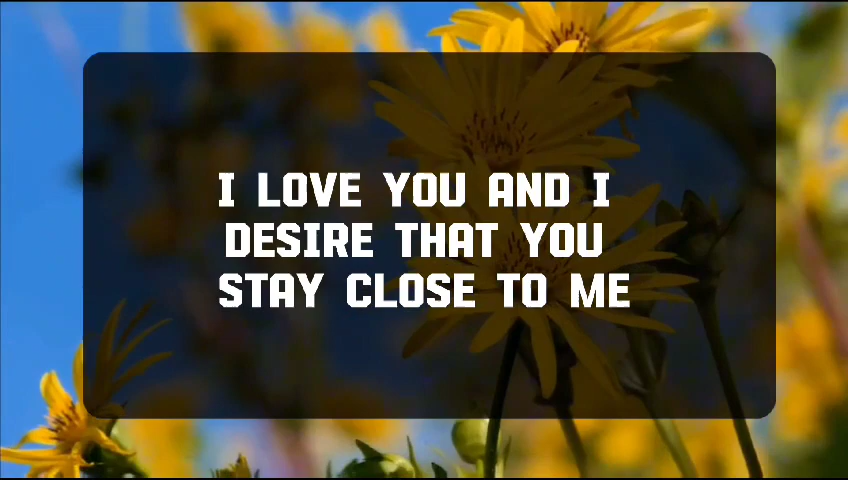 I LOVE YOU AND I
DESIRE THAT YOU
STAY CLOSE TO ME